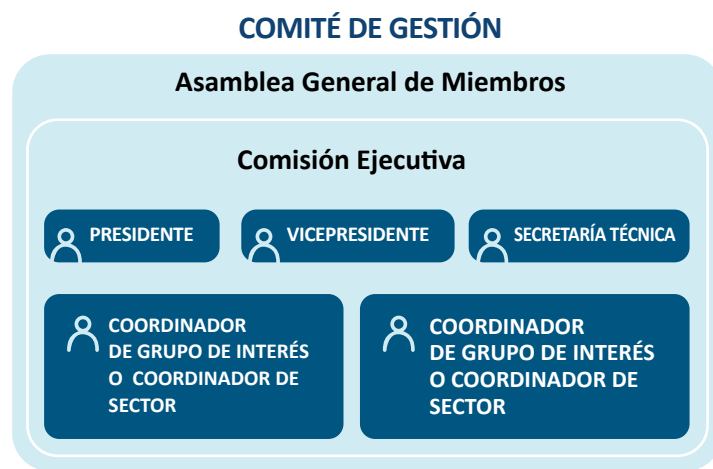 COMITÉ DE GESTIÓN
Asamblea General de Miembros
Comisión Ejecutiva
PRESIDENTE
VICEPRESIDENTE
SECRETARÍA TÉCNICA
COORDINADOR
DE GRUPO DE INTERÉS
O COORDINADOR DE
SECTOR
COORDINADOR
DE GRUPO DE INTERÉS
O COORDINADOR DE
SECTOR